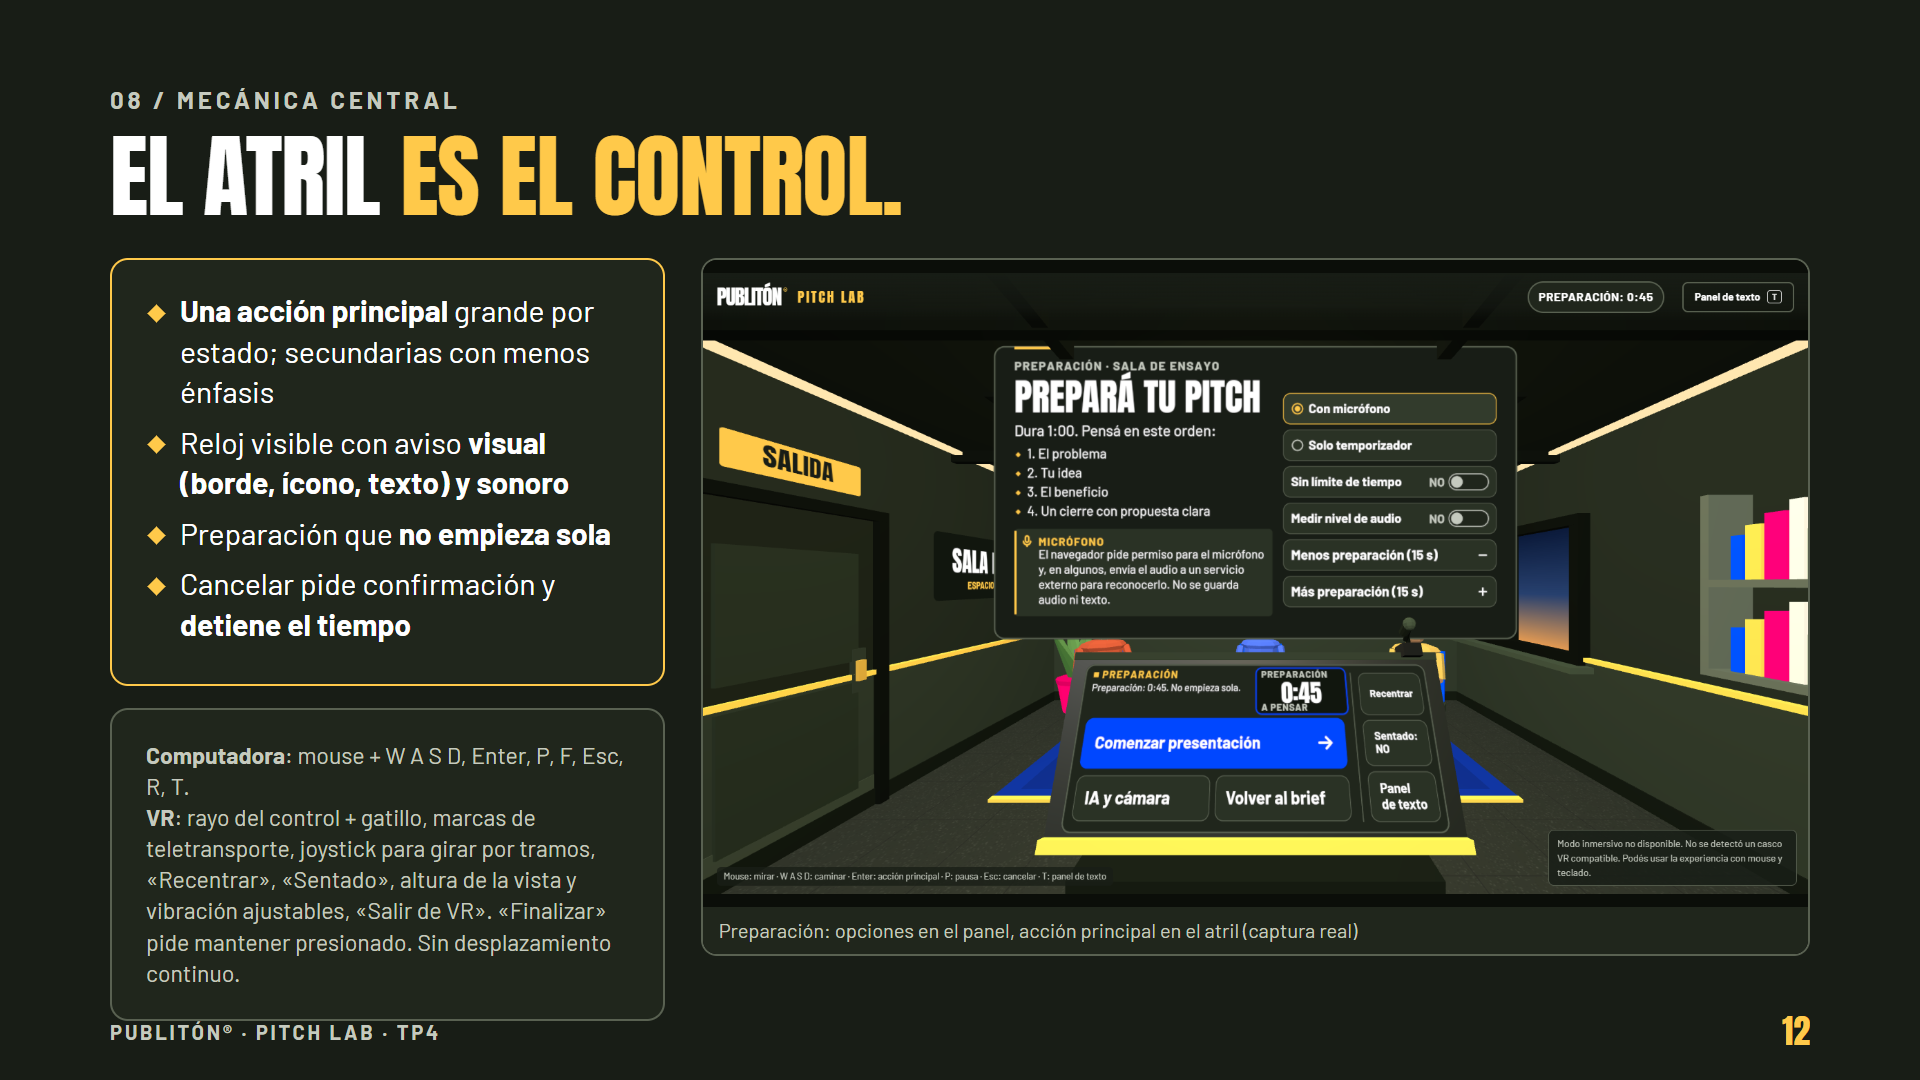 08 / MECÁNICA CENTRAL
EL ATRIL ES EL CONTROL.
Una acción principal grande por
estado; secundarias con menos
énfasis
Reloj visible con aviso visual
(borde, ícono, texto) y sonoro
Preparación que no empieza sola
Cancelar pide confirmación y
detiene el tiempo
Computadora: mouse + W A S D, Enter, P, F, Esc,
R, T.
VR: rayo del control + gatillo, marcas de
teletransporte, joystick para girar por tramos,
«Recentrar», «Sentado», altura de la vista y
vibración ajustables, «Salir de VR». «Finalizar»
pide mantener presionado. Sin desplazamiento
continuo.
PUBLITÓN® PITCH LAB
PREPARACIÓN: 0:45
Panel de texto T
SALIDA
SALA
ESPACIO
PREPARACIÓN · SALA DE ENSAYO
PREPARÁ TU PITCH
Dura 1:00. Pensá en este orden:
1. El problema
2. Tu idea
3. El beneficio
4. Un cierre con propuesta clara
MICRÓFONO
El navegador pide permiso para el micrófono
y, en algunos, envía el audio a un servicio
externo para reconocerlo. No se guarda
audio ni texto.
Con micrófono
Solo temporizador
Sin límite de tiempo NO
Medir nivel de audio NO
Menos preparación (15 s) −
Más preparación (15 s) +
PREPARACIÓN
Preparación: 0:45. No empieza sola.
PREPARACIÓN
0:45
A PENSAR
Comenzar presentación →
IA y cámara
Volver al brief
Recentrar
Sentado:
NO
Panel
de texto
Mouse: mirar · W A S D: caminar · Enter: acción principal · P: pausa · Esc: cancelar · T: panel de texto
Modo inmersivo no disponible. No se detectó un casco
VR compatible. Podés usar la experiencia con mouse y
teclado.
Preparación: opciones en el panel, acción principal en el atril (captura real)
PUBLITÓN® · PITCH LAB · TP4
12